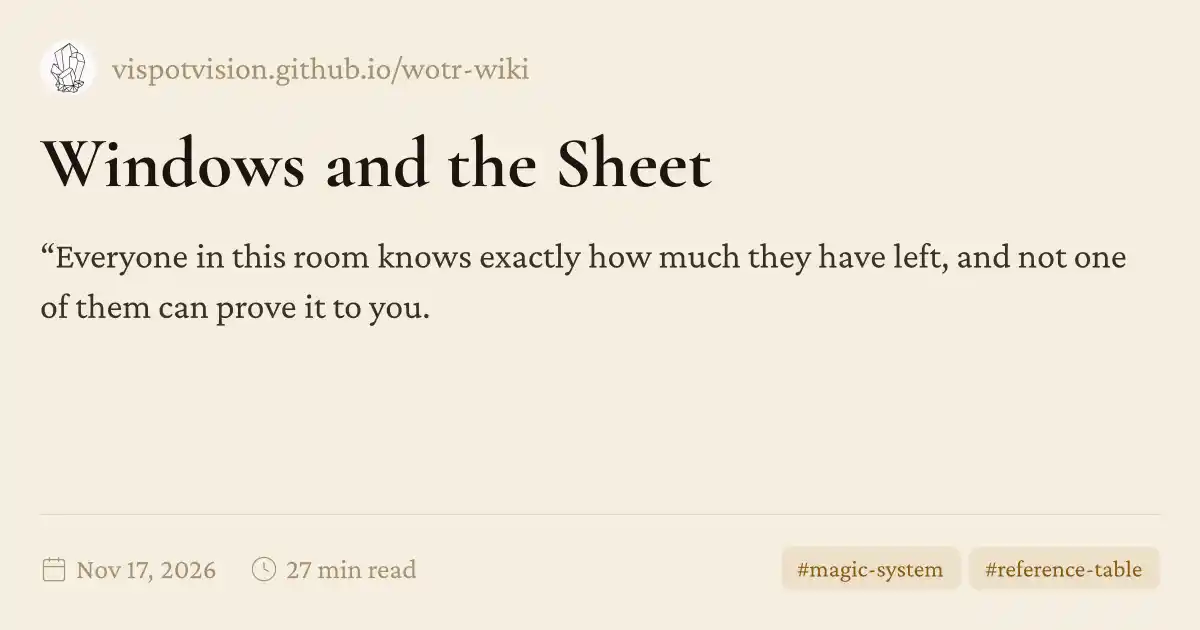 vispotvision.github.io/wotr-wiki
Windows and the Sheet
“Everyone in this room knows exactly how much they have left, and not one
of them can prove it to you.
Nov 17, 2026
27 min read
#magic-system
#reference-table